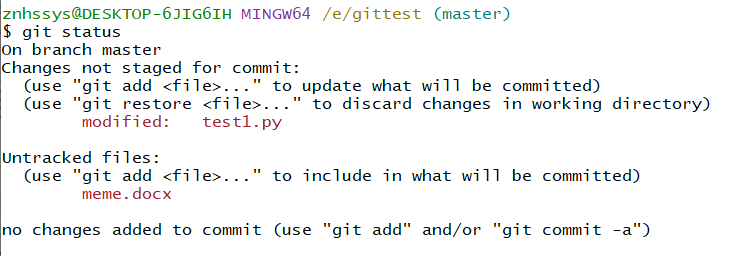 znhssys@DESKTOP-6JIG6IH MINGW64 /e/gittest (master)
$ git status
On branch master
Changes not staged for commit:
  (use "git add <file>..." to update what will be committed)
  (use "git restore <file>..." to discard changes in working directory)
        modified:   test1.py

Untracked files:
  (use "git add <file>..." to include in what will be committed)
        meme.docx

no changes added to commit (use "git add" and/or "git commit -a")